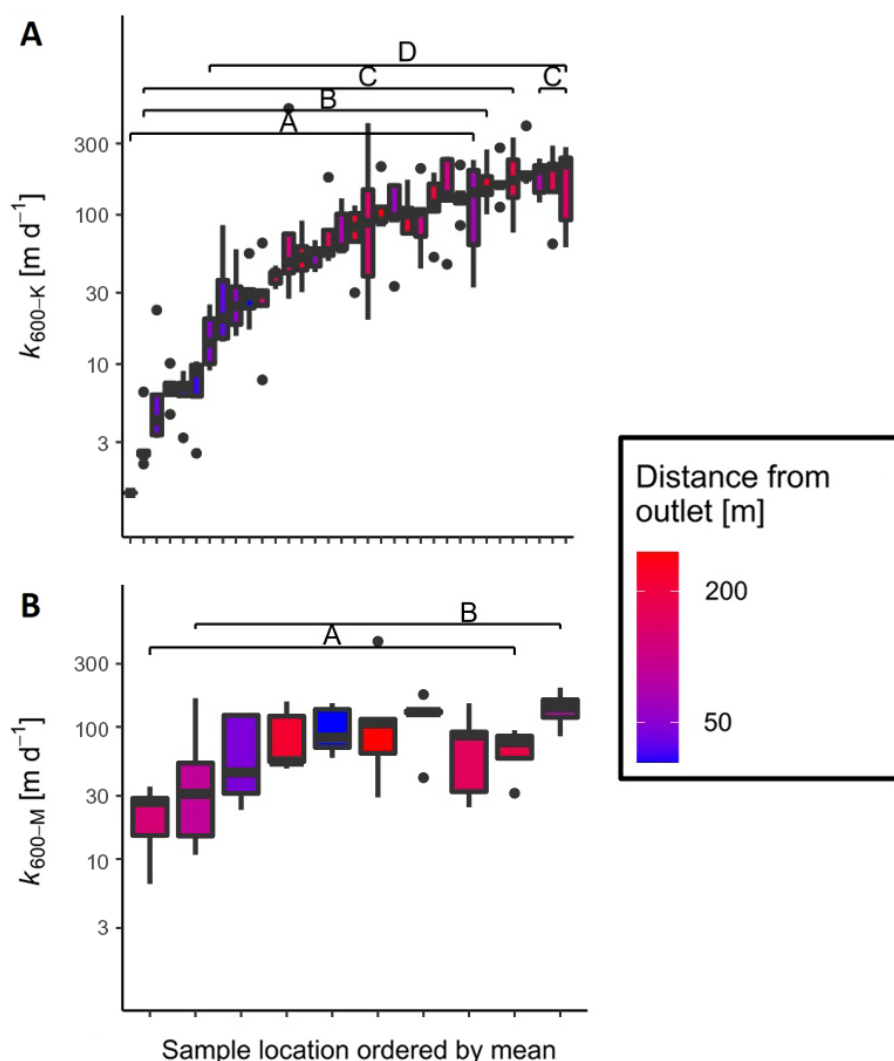 A
D
C C
B
A
300
100
30
10
3
k600–K [m d−1]
Distance from
outlet [m]
200
50
B
B
A
300
100
30
10
3
k600–M [m d−1]
Sample location ordered by mean